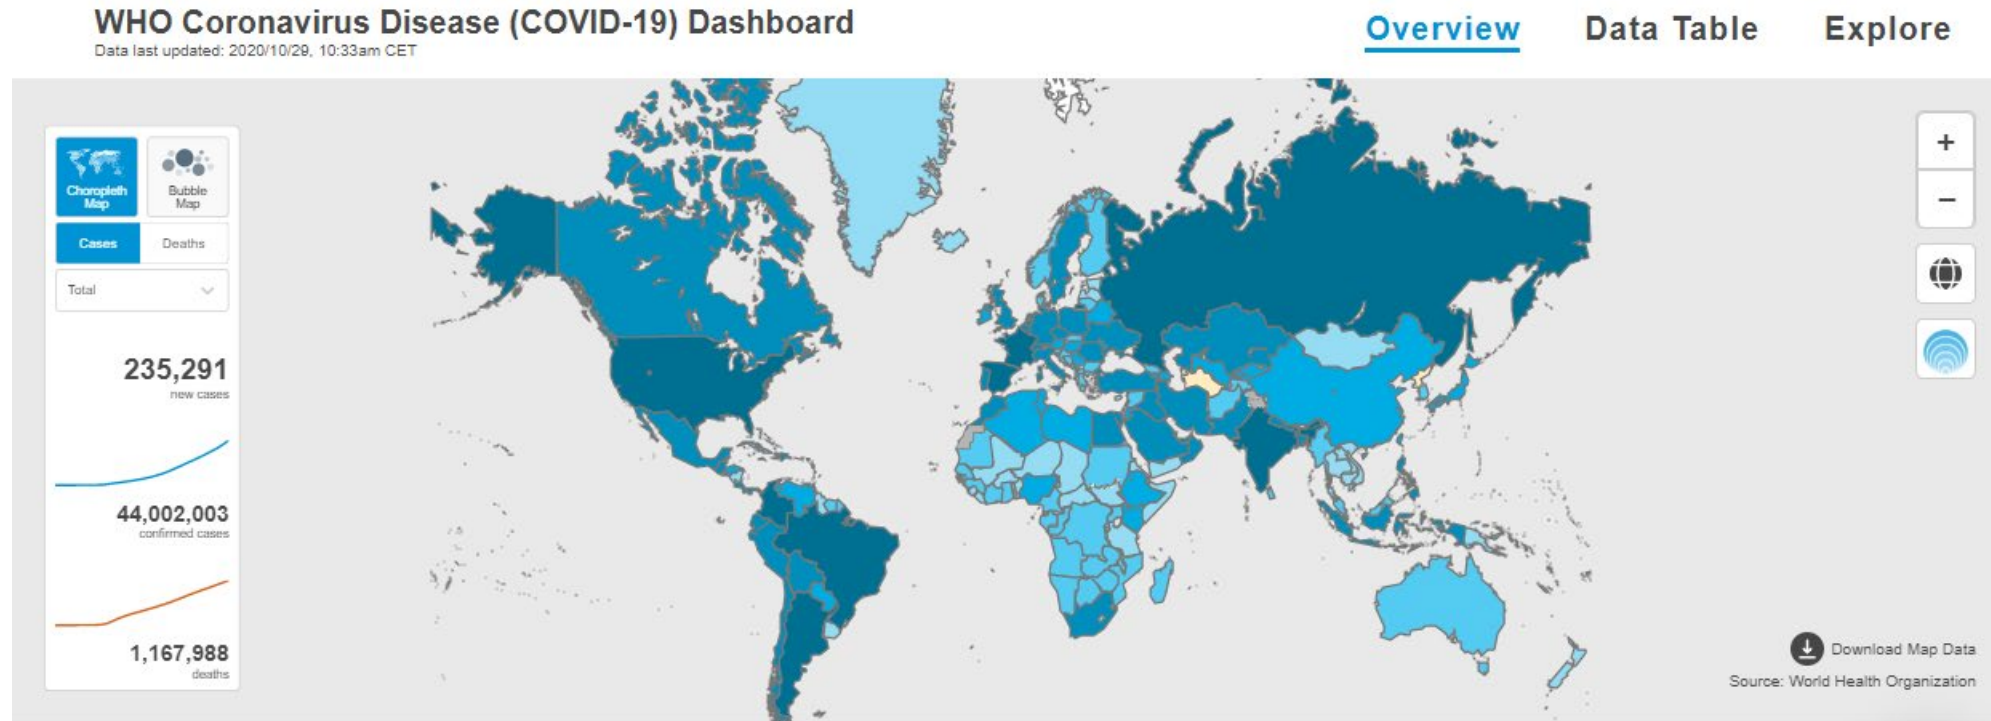 WHO Coronavirus Disease (COVID-19) Dashboard
Data last updated: 2020/10/29, 10:33am CET
Overview
Data Table
Explore
Choropleth
Map
Bubble
Map
Cases
Deaths
Total
235,291
new cases
44,002,003
confirmed cases
1,167,988
deaths
+
−
Download Map Data
Source: World Health Organization